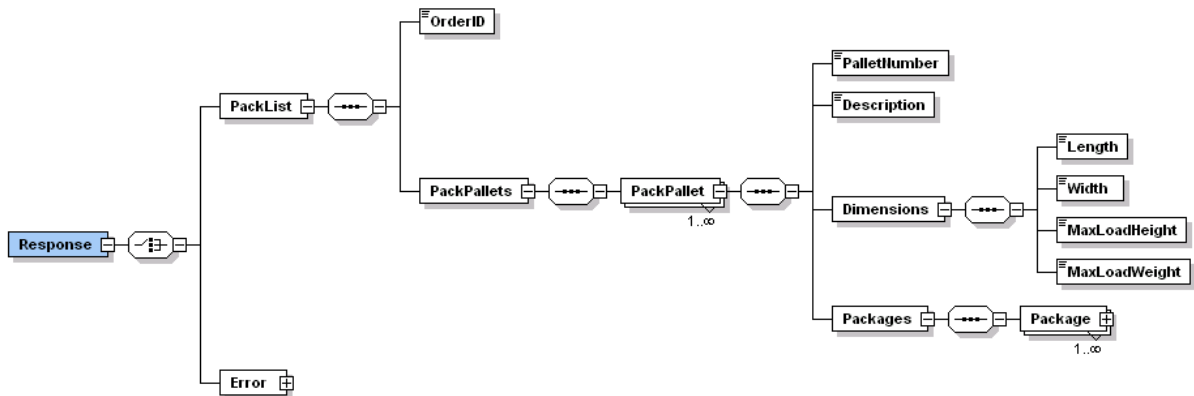 OrderID
PalletNumber
Description
PackList
Length
Width
PackPallets
PackPallet
1..∞
Dimensions
MaxLoadHeight
MaxLoadWeight
Response
Packages
Package
1..∞
Error